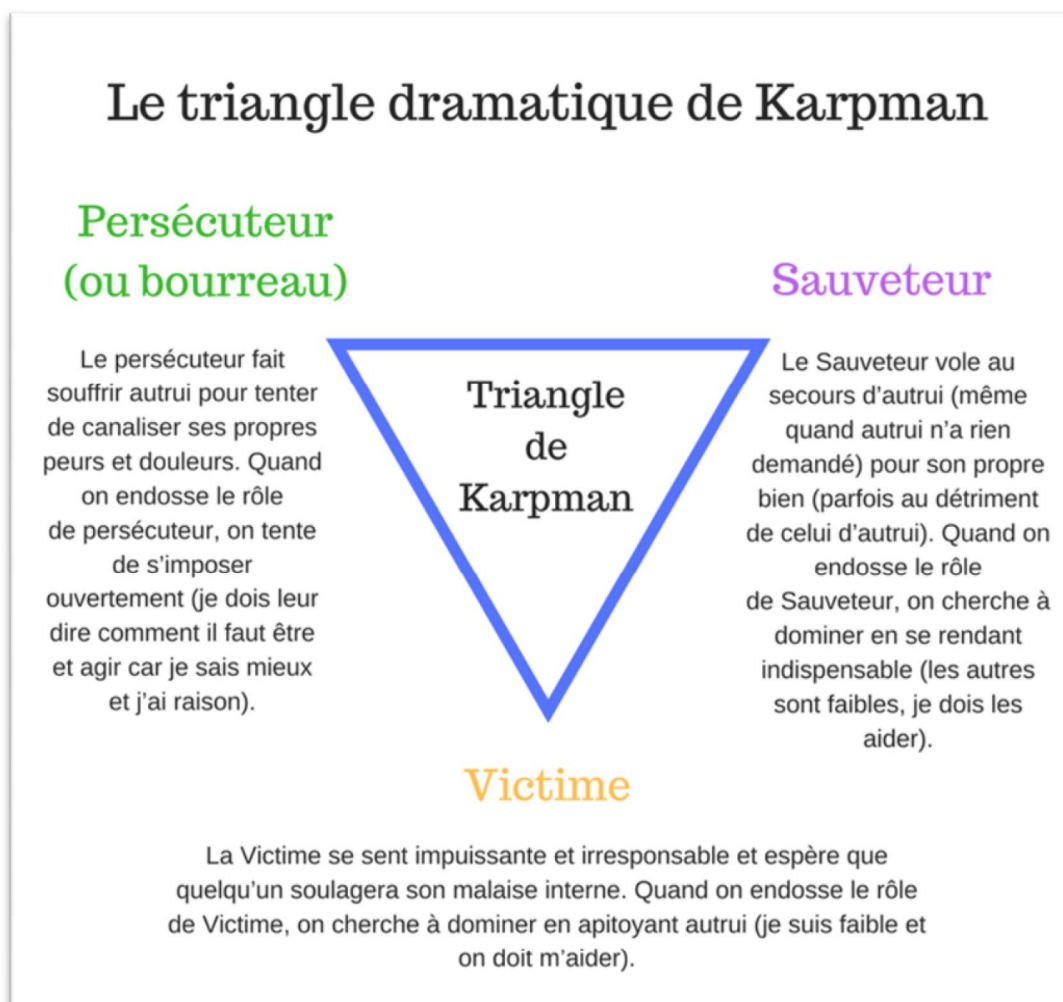 Le triangle dramatique de Karpman
Persécuteur
(ou bourreau)
Le persécuteur fait
souffrir autrui pour tenter
de canaliser ses propres
peurs et douleurs. Quand
on endosse le rôle
de persécuteur, on tente
de s’imposer
ouvertement (je dois leur
dire comment il faut être
et agir car je sais mieux
et j’ai raison).
Triangle
de
Karpman
Sauveteur
Le Sauveteur vole au
secours d’autrui (même
quand autrui n’a rien
demandé) pour son propre
bien (parfois au détriment
de celui d’autrui). Quand on
endosse le rôle
de Sauveteur, on cherche à
dominer en se rendant
indispensable (les autres
sont faibles, je dois les
aider).
Victime
La Victime se sent impuissante et irresponsable et espère que
quelqu’un soulagera son malaise interne. Quand on endosse le rôle
de Victime, on cherche à dominer en apitoyant autrui (je suis faible et
on doit m’aider).